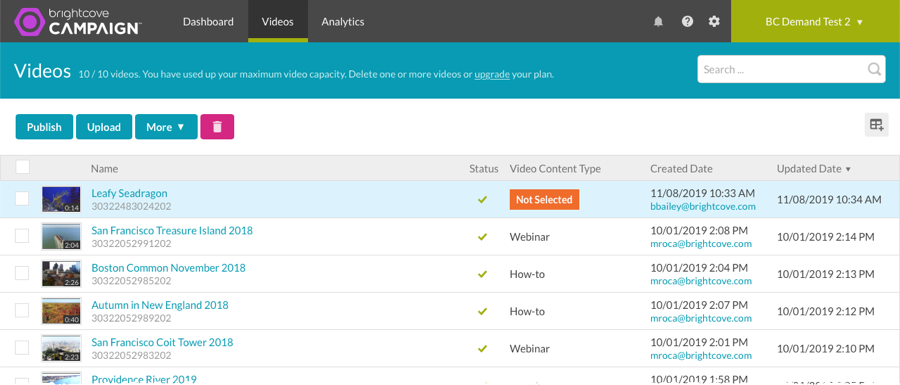 brightcove
CAMPAIGN™
Dashboard Videos Analytics BC Demand Test 2
Videos 10 / 10 videos. You have used up your maximum video capacity. Delete one or more videos or upgrade your plan.
Search ...
Publish Upload More
Name Status Video Content Type Created Date Updated Date
0:14 Leafy Seadragon Not Selected 11/08/2019 10:33 AM 11/08/2019 10:34 AM
30322483024202 bbailey@brightcove.com
2:04 San Francisco Treasure Island 2018 Webinar 10/01/2019 2:08 PM 10/01/2019 2:14 PM
30322052991202 mroca@brightcove.com
2:26 Boston Common November 2018 How-to 10/01/2019 2:04 PM 10/01/2019 2:13 PM
30322052985202 mroca@brightcove.com
0:40 Autumn in New England 2018 How-to 10/01/2019 2:07 PM 10/01/2019 2:12 PM
30322052989202 mroca@brightcove.com
2:23 San Francisco Coit Tower 2018 Webinar 10/01/2019 2:01 PM 10/01/2019 2:10 PM
30322052983202 mroca@brightcove.com
Providence River 2019 10/01/2019 1:58 PM